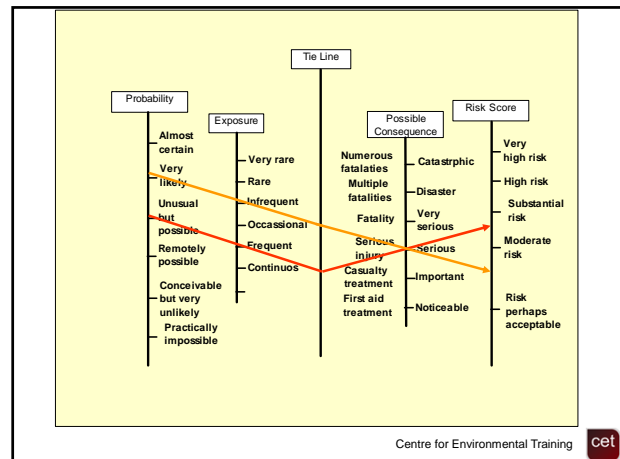 Tie Line
Probability
Almost
certain
Very
likely
Unusual
but
possible
Remotely
possible
Conceivable
but very
unlikely
Practically
impossible
Exposure
Very rare
Rare
Infrequent
Occassional
Frequent
Continuos
Possible
Consequence
Numerous
fatalaties
Multiple
fatalities
Fatality
Serious
injury
Casualty
treatment
First aid
treatment
Catastrphic
Disaster
Very
serious
Serious
Important
Noticeable
Risk Score
Very
high risk
High risk
Substantial
risk
Moderate
risk
Risk
perhaps
acceptable
Centre for Environmental Training
cet